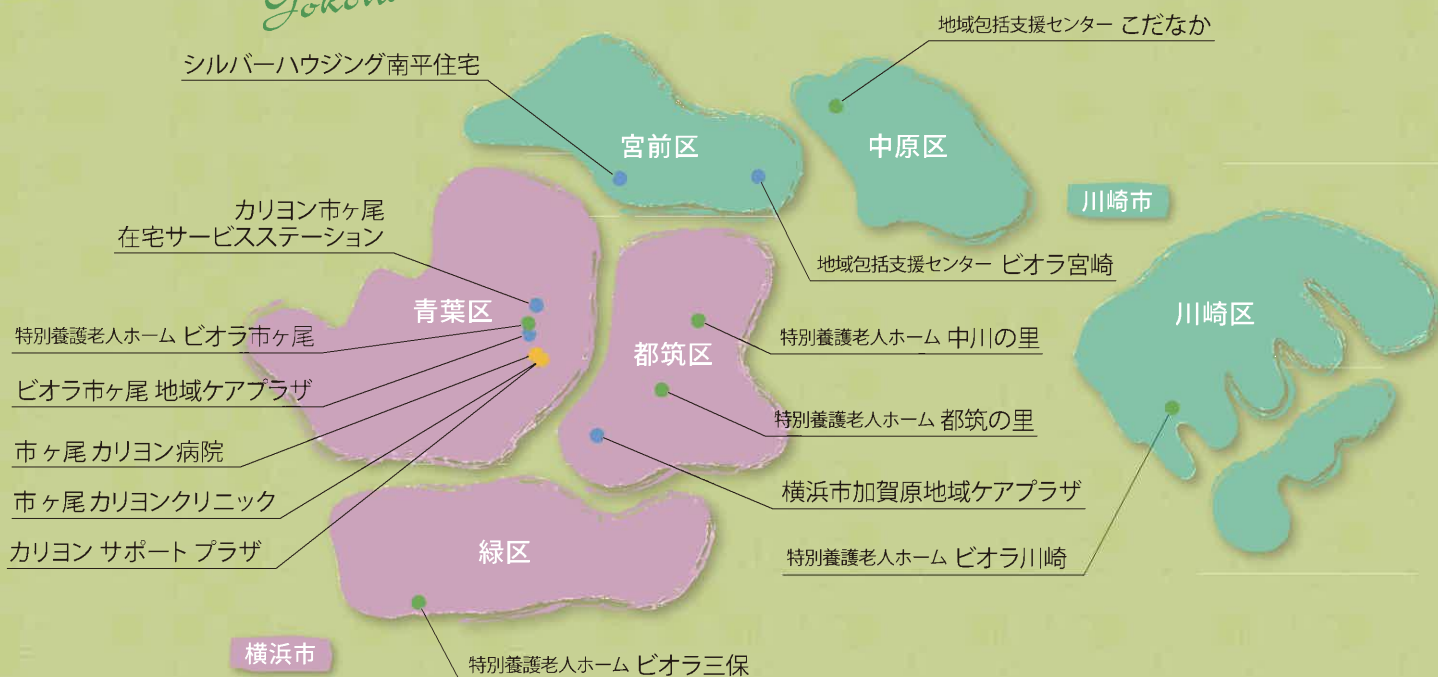 地域包括支援センター こだなか
シルバーハウジング南平住宅
宮前区
中原区
川崎市
カリヨン市ヶ尾
在宅サービスステーション
地域包括支援センター ビオラ宮崎
青葉区
川崎区
特別養護老人ホーム ビオラ市ヶ尾
特別養護老人ホーム 中川の里
都筑区
ビオラ市ヶ尾 地域ケアプラザ
特別養護老人ホーム 都筑の里
市ヶ尾 カリヨン病院
横浜市加賀原地域ケアプラザ
市ヶ尾 カリヨンクリニック
カリヨン サポート プラザ
緑区
特別養護老人ホーム ビオラ川崎
横浜市
特別養護老人ホーム ビオラ三保